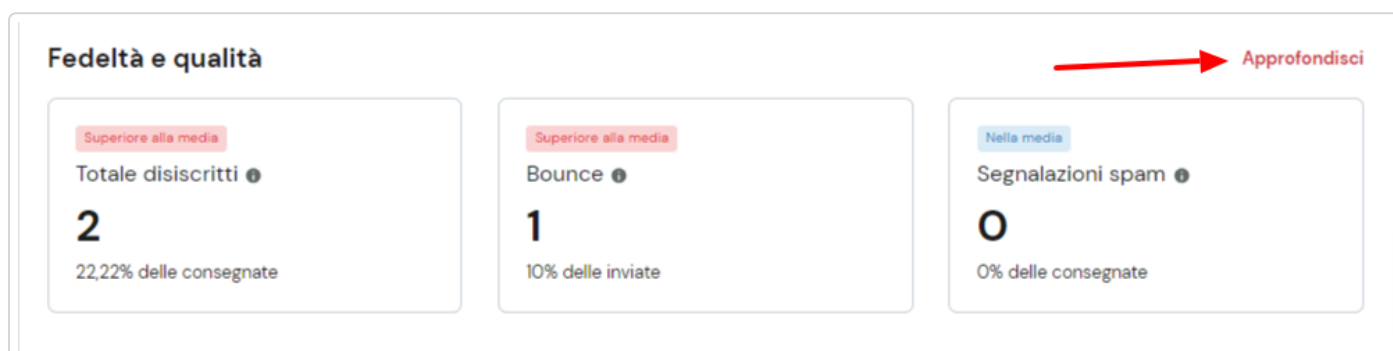 Fedeltà e qualità
Approfondisci
Superiore alla media
Totale disiscritti
2
22,22% delle consegnate
Superiore alla media
Bounce
1
10% delle inviate
Nella media
Segnalazioni spam
0
0% delle consegnate